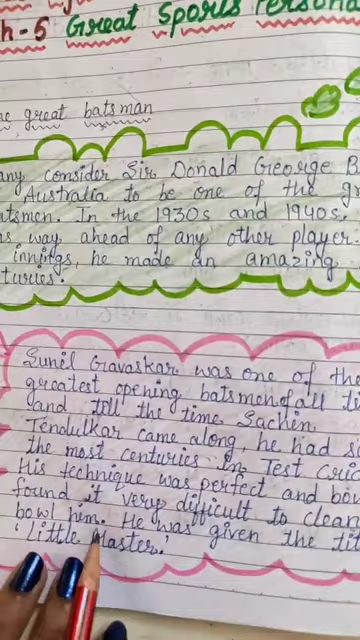 h-5 Great Sports Persona
e great batsman
any consider Sir Donald George B
Australia to be one of the g
tsmen. In the 1930s and 1940s,
s way ahead of any other player.
innings, he made an amazing
turies.
Sunil Gavaskar was one of the
greatest opening batsmen of all ti
and till the time Sachin
Tendulkar came along, he had s
the most centuries in Test cric
His technique was perfect and bow
found it very difficult to clean
bowl him. He was given the tit
'Little Master.'